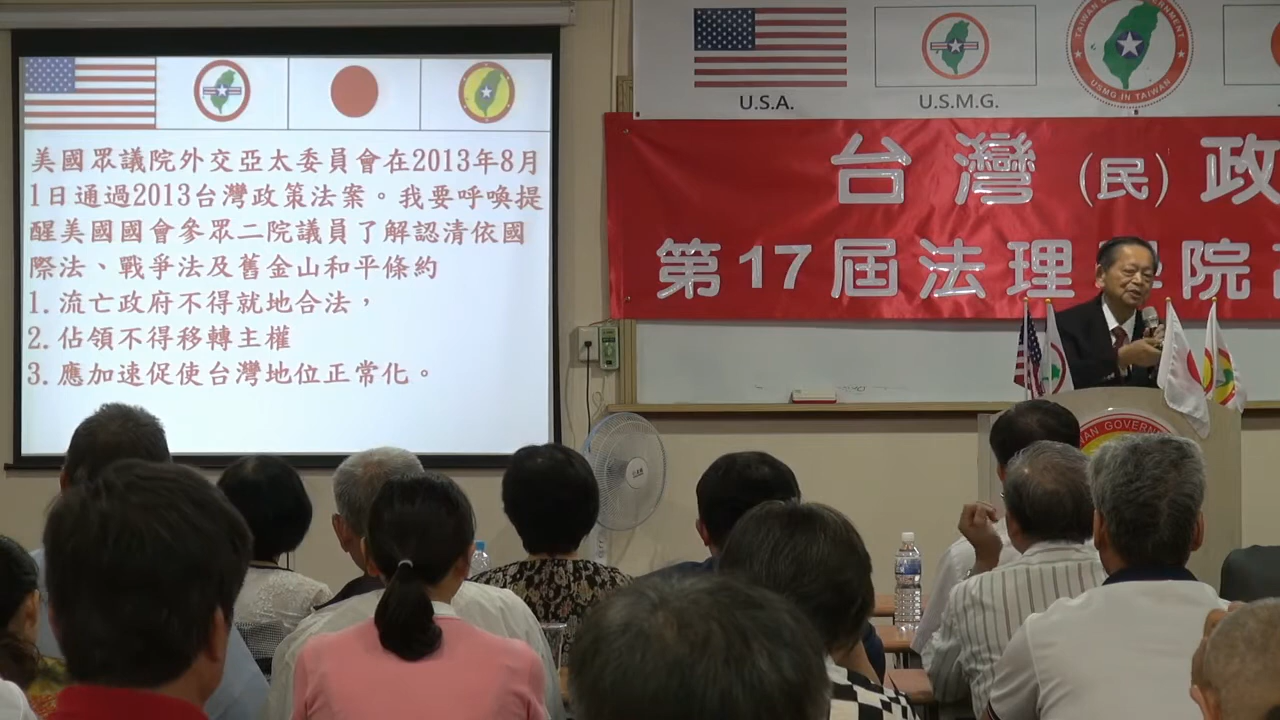 美國眾議院外交亞太委員會在2013年8月
1日通過2013台灣政策法案。我要呼喚提
醒美國國會參眾二院議員了解認清依國
際法、戰爭法及舊金山和平條約
1.流亡政府不得就地合法，
2.佔領不得移轉主權
3.應加速促使台灣地位正常化。
U.S.A.
U.S.M.G.
USMG IN TAIWAN
台灣(民)政
第17屆法理學院